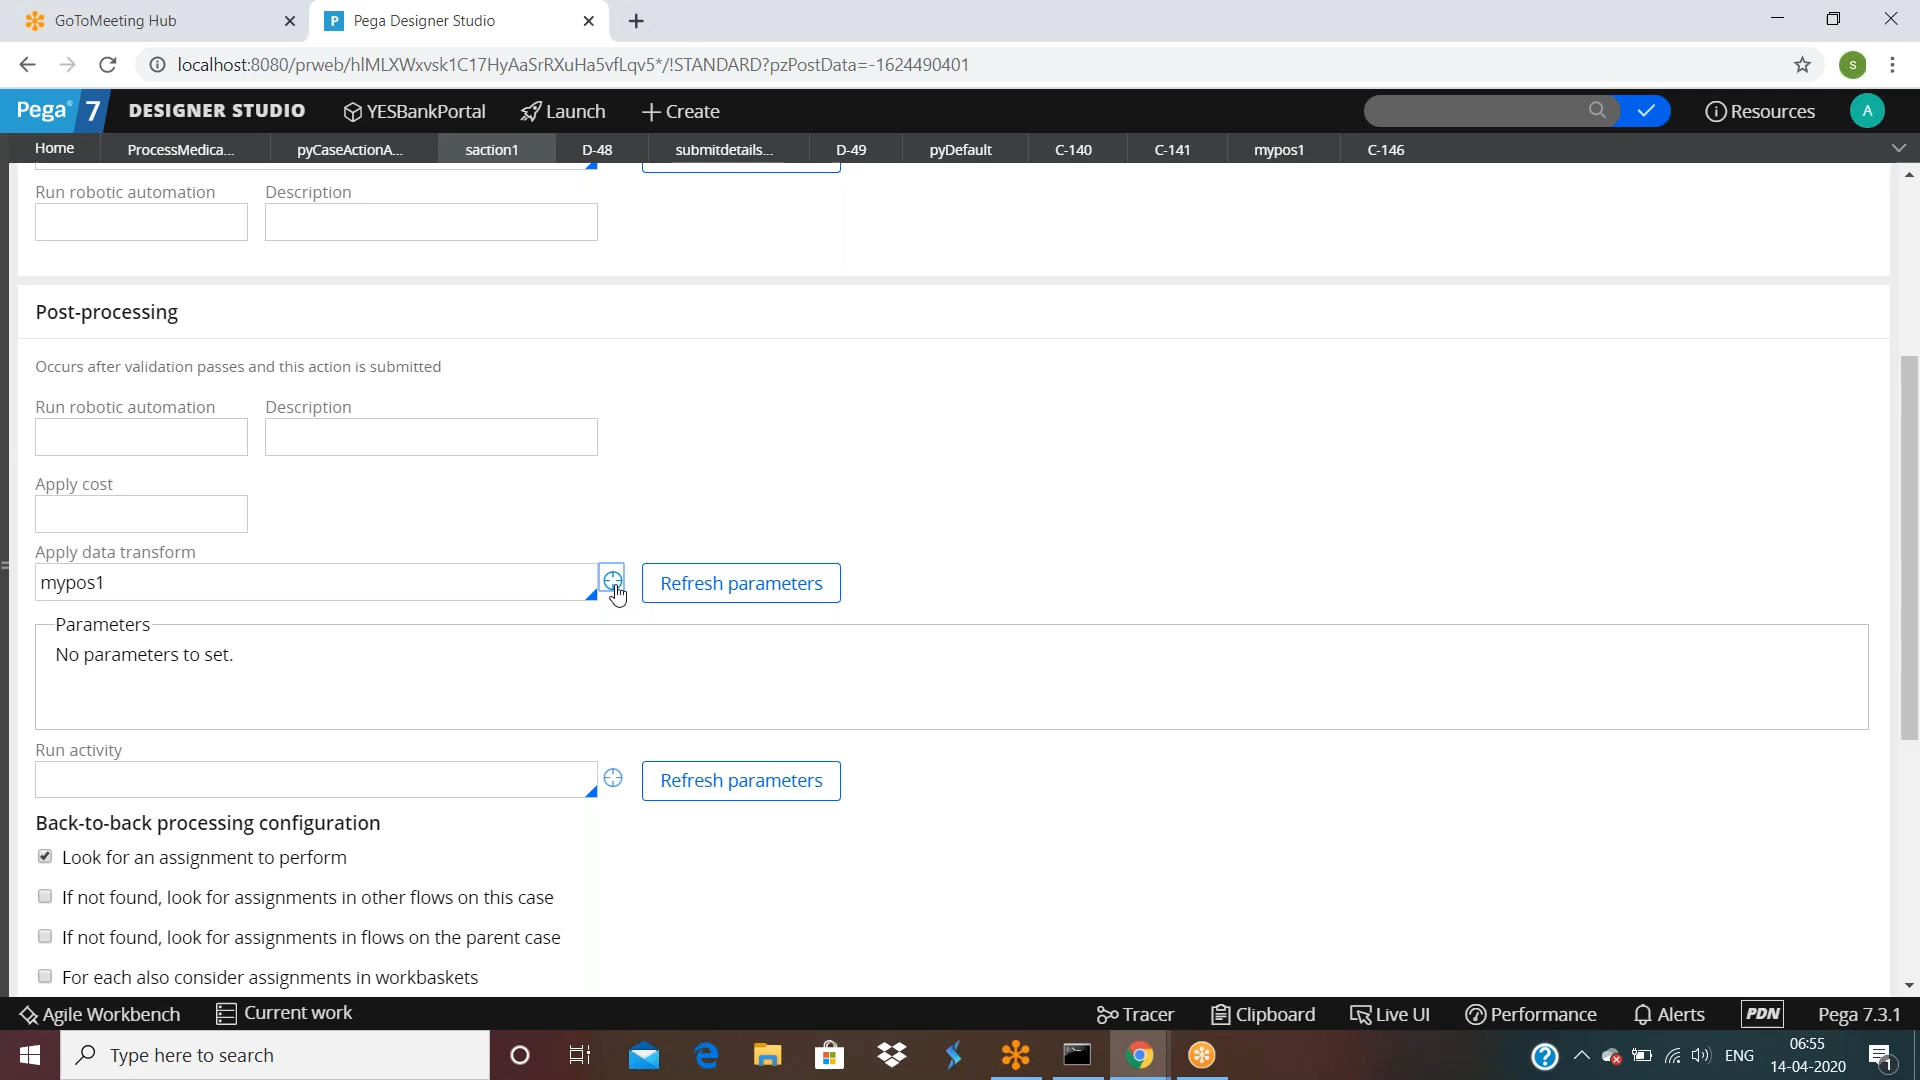 GoToMeeting Hub
P Pega Designer Studio
localhost:8080/prweb/hlMLXWxvsk1C17HyAaSrRXuHa5vfLqv5*/!STANDARD?pzPostData=-1624490401
S
Pega 7 DESIGNER STUDIO YESBankPortal Launch Create Resources A
Home ProcessMedica... pyCaseActionA... saction1 D-48 submitdetails... D-49 pyDefault C-140 C-141 mypos1 C-146
Run robotic automation Description
Post-processing
Occurs after validation passes and this action is submitted
Run robotic automation Description
Apply cost
Apply data transform
mypos1 Refresh parameters
Parameters
No parameters to set.
Run activity
Refresh parameters
Back-to-back processing configuration
Look for an assignment to perform
If not found, look for assignments in other flows on this case
If not found, look for assignments in flows on the parent case
For each also consider assignments in workbaskets
Agile Workbench Current work Tracer Clipboard Live UI Performance Alerts PDN Pega 7.3.1
Type here to search ENG 06:55
14-04-2020 1